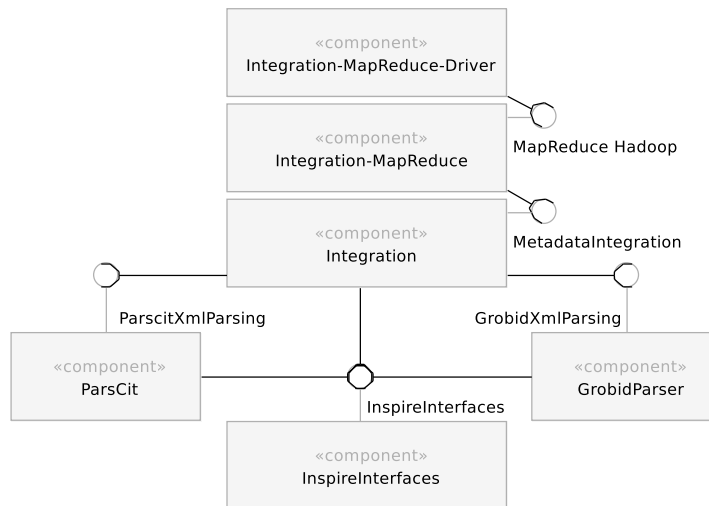 «component»
Integration-MapReduce-Driver
«component»
Integration-MapReduce
MapReduce Hadoop
«component»
Integration
MetadataIntegration
ParscitXmlParsing
GrobidXmlParsing
«component»
ParsCit
«component»
GrobidParser
InspireInterfaces
«component»
InspireInterfaces